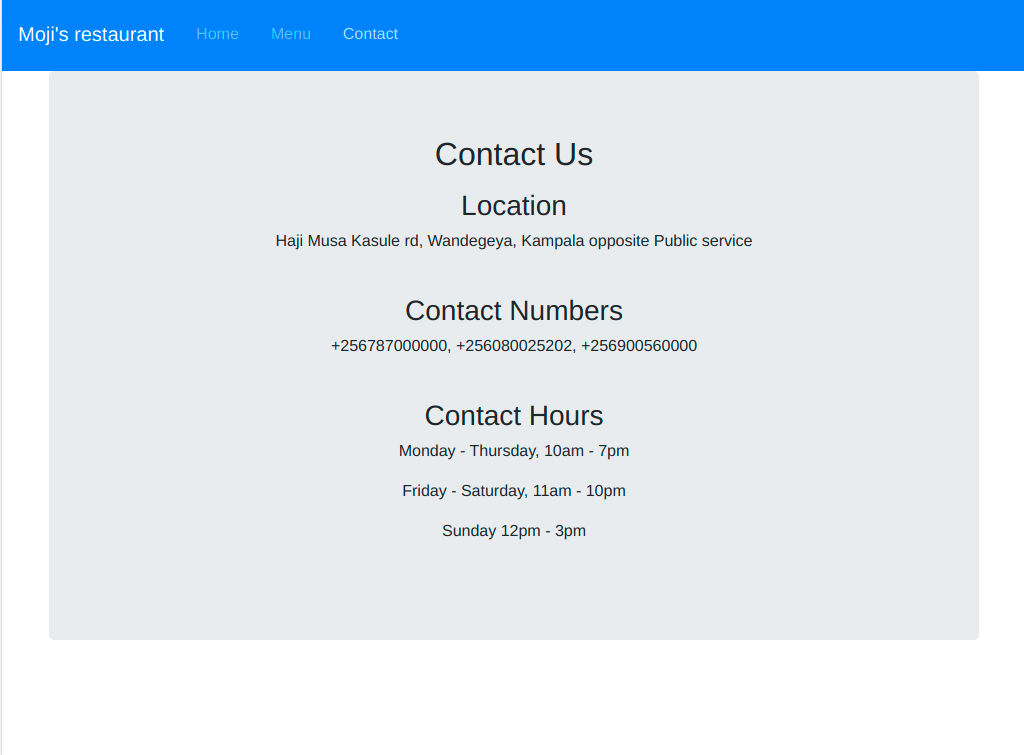 Moji's restaurant Home Menu Contact
Contact Us
Location
Haji Musa Kasule rd, Wandegeya, Kampala opposite Public service
Contact Numbers
+256787000000, +256080025202, +256900560000
Contact Hours
Monday - Thursday, 10am - 7pm
Friday - Saturday, 11am - 10pm
Sunday 12pm - 3pm